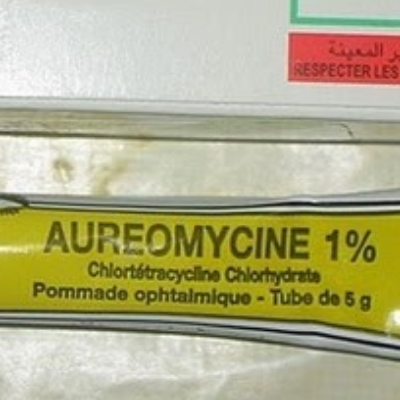 المعينة
RESPECTER LES
AUREOMYCINE 1%
Chlortétracycline Chlorhydrate
Pommade ophtalmique - Tube de 5 g